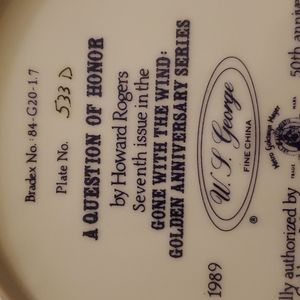 Bradex No.: 84-G20-1.7
Plate No. 533 D
A QUESTION OF HONOR
by Howard Rogers
Seventh issue in the
GONE WITH THE WIND:
GOLDEN ANNIVERSARY SERIES
W. S. George
FINE CHINA
®
50th anni
1989
lly authorized by